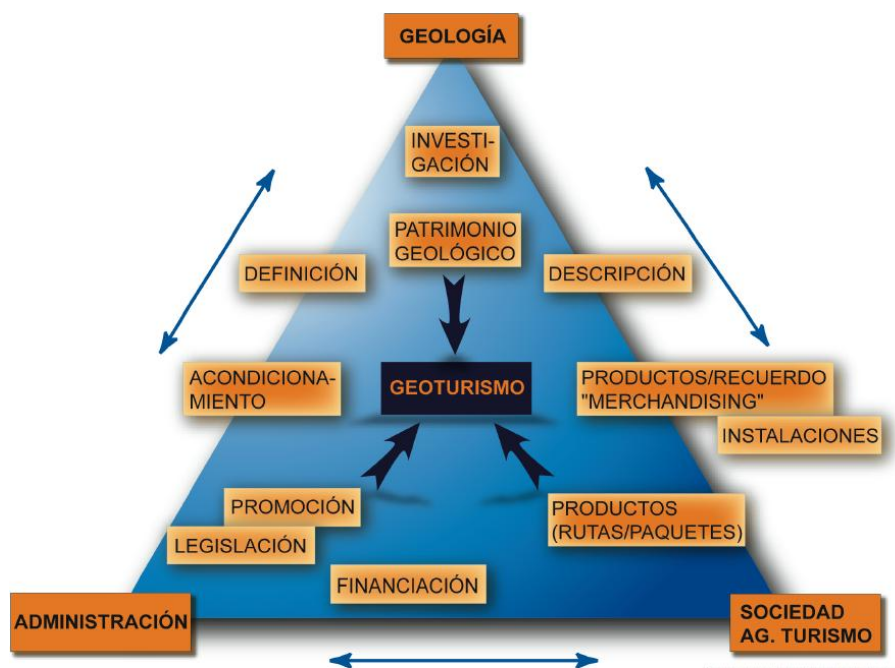 GEOLOGÍA
INVESTI-
GACIÓN
PATRIMONIO
GEOLÓGICO
DEFINICIÓN
DESCRIPCIÓN
ACONDICIONA-
MIENTO
GEOTURISMO
PRODUCTOS/RECUERDO
"MERCHANDISING"
INSTALACIONES
PROMOCIÓN
LEGISLACIÓN
PRODUCTOS
(RUTAS/PAQUETES)
FINANCIACIÓN
ADMINISTRACIÓN
SOCIEDAD
AG. TURISMO